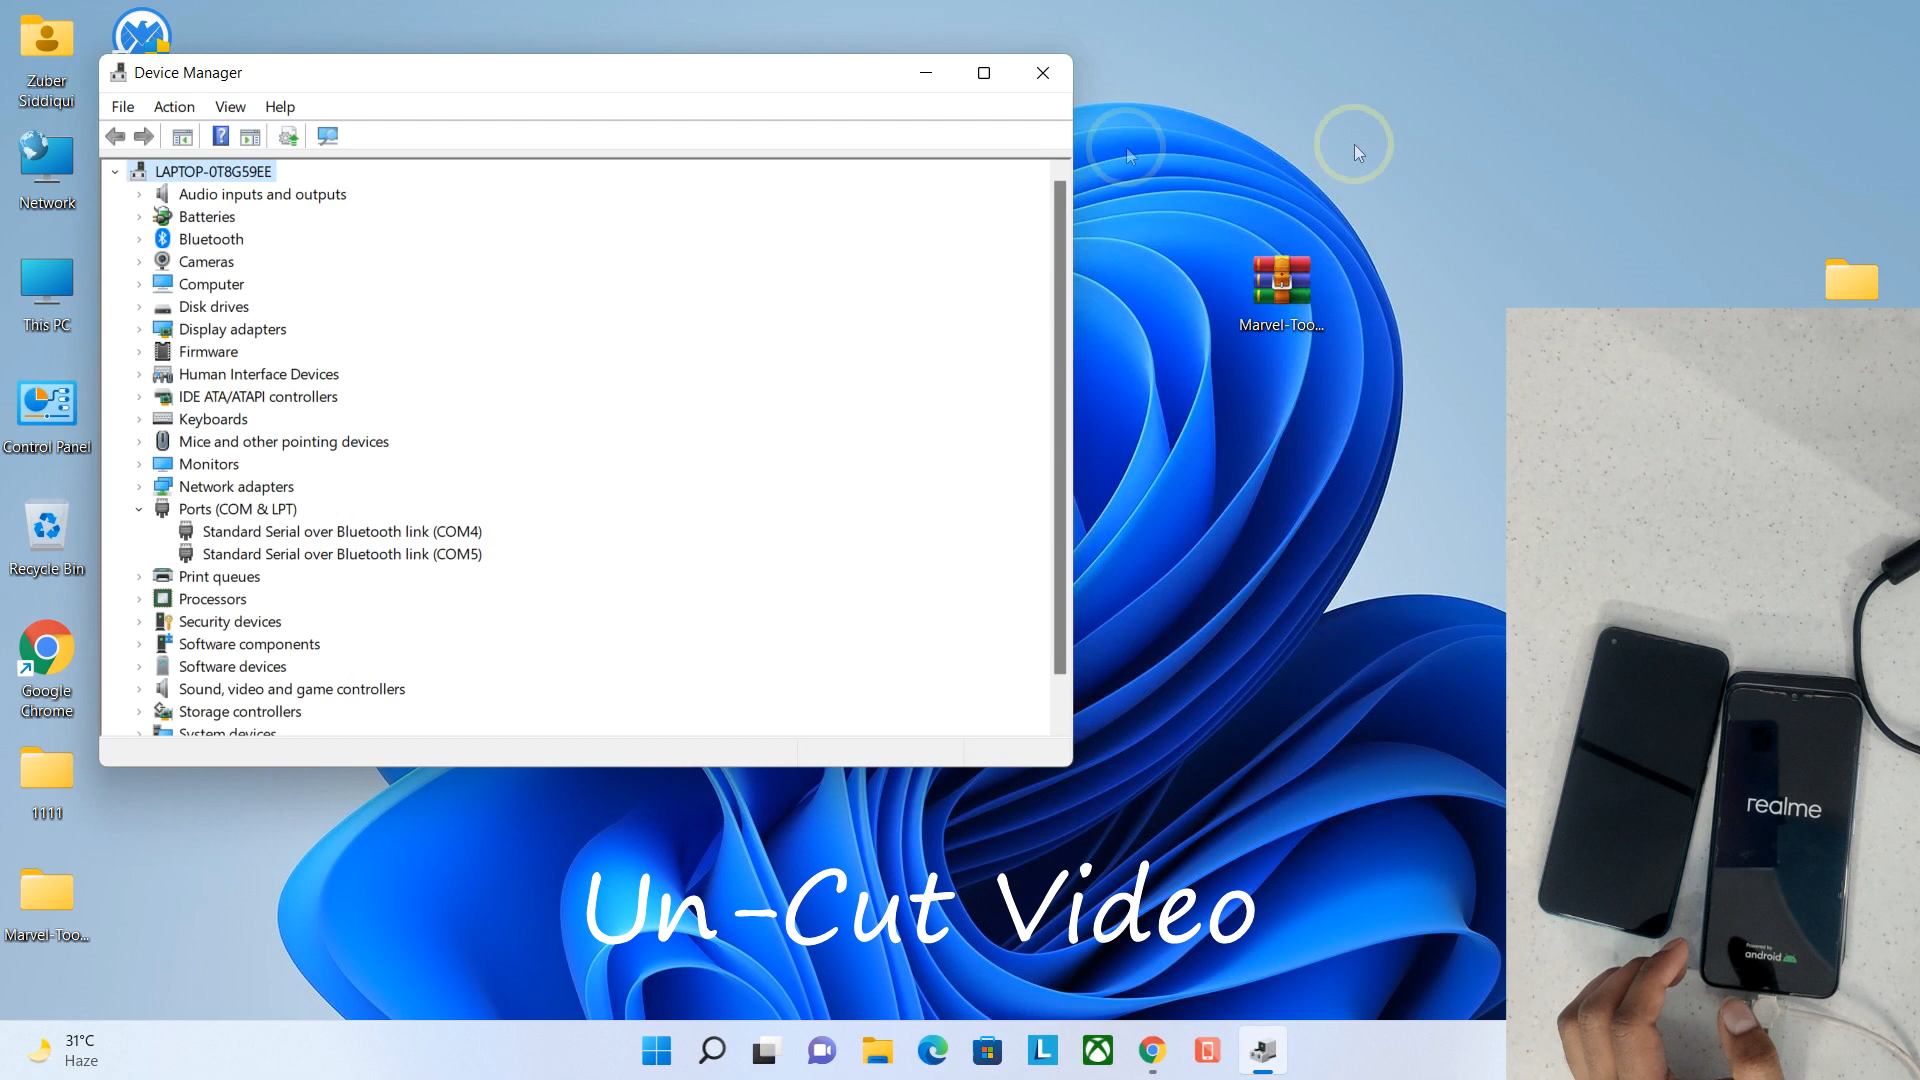 Zuber
Siddiqui
Network
This PC
Control Panel
Recycle Bin
Google
Chrome
1111
Marvel-Too...
Device Manager
File Action View Help
LAPTOP-0T8G59EE
Audio inputs and outputs
Batteries
Bluetooth
Cameras
Computer
Disk drives
Display adapters
Firmware
Human Interface Devices
IDE ATA/ATAPI controllers
Keyboards
Mice and other pointing devices
Monitors
Network adapters
Ports (COM & LPT)
Standard Serial over Bluetooth link (COM4)
Standard Serial over Bluetooth link (COM5)
Print queues
Processors
Security devices
Software components
Software devices
Sound, video and game controllers
Storage controllers
System devices
Marvel-Too...
Un-Cut Video
realme
Powered by
android
31°C
Haze